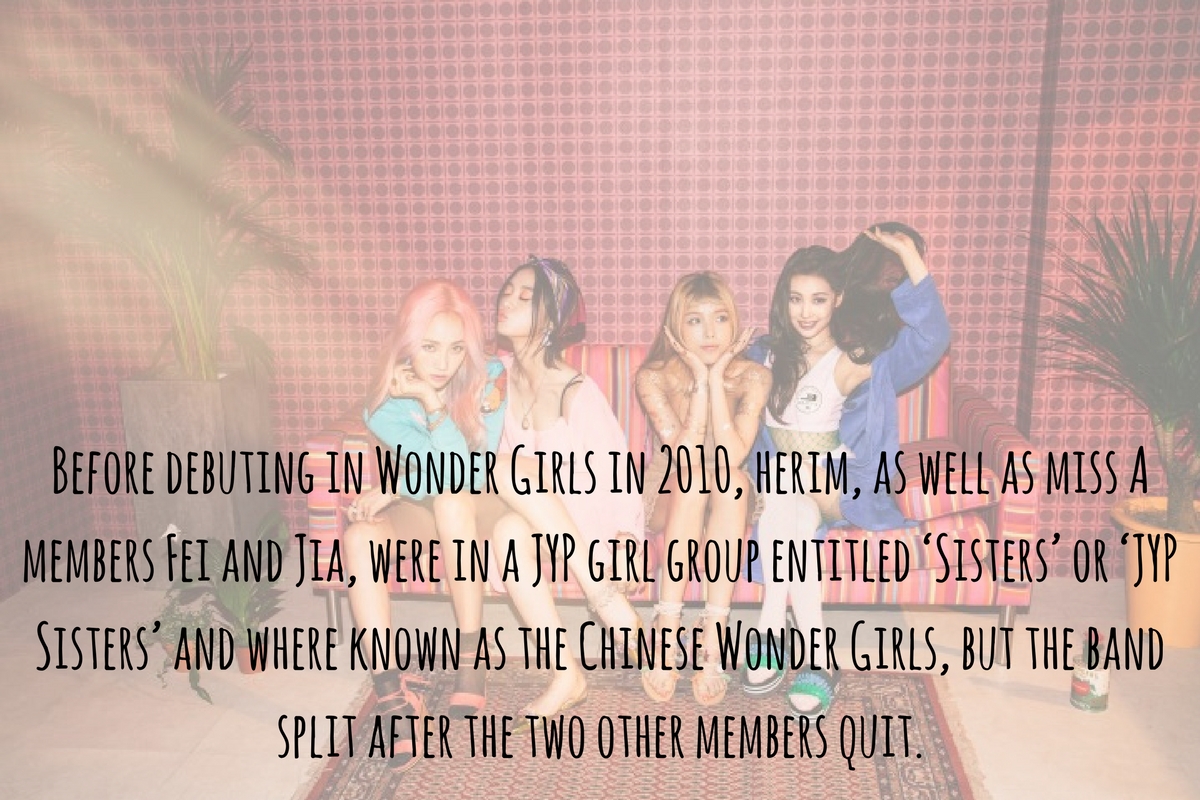 Before debuting in Wonder Girls in 2010, Herim, as well as miss A
members Fei and Jia, were in a JYP girl group entitled ‘Sisters’ or ‘JYP
Sisters’ and where known as the Chinese Wonder Girls, but the band
split after the two other members quit.